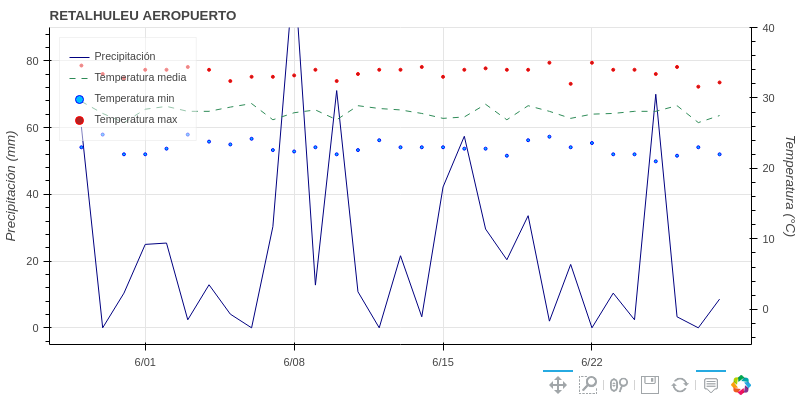 RETALHULEU AEROPUERTO
Precipitación
Temperatura media
Temperatura min
Temperatura max
Precipitación (mm)
80
60
40
20
0
Temperatura (°C)
40
30
20
10
0
6/01
6/08
6/15
6/22